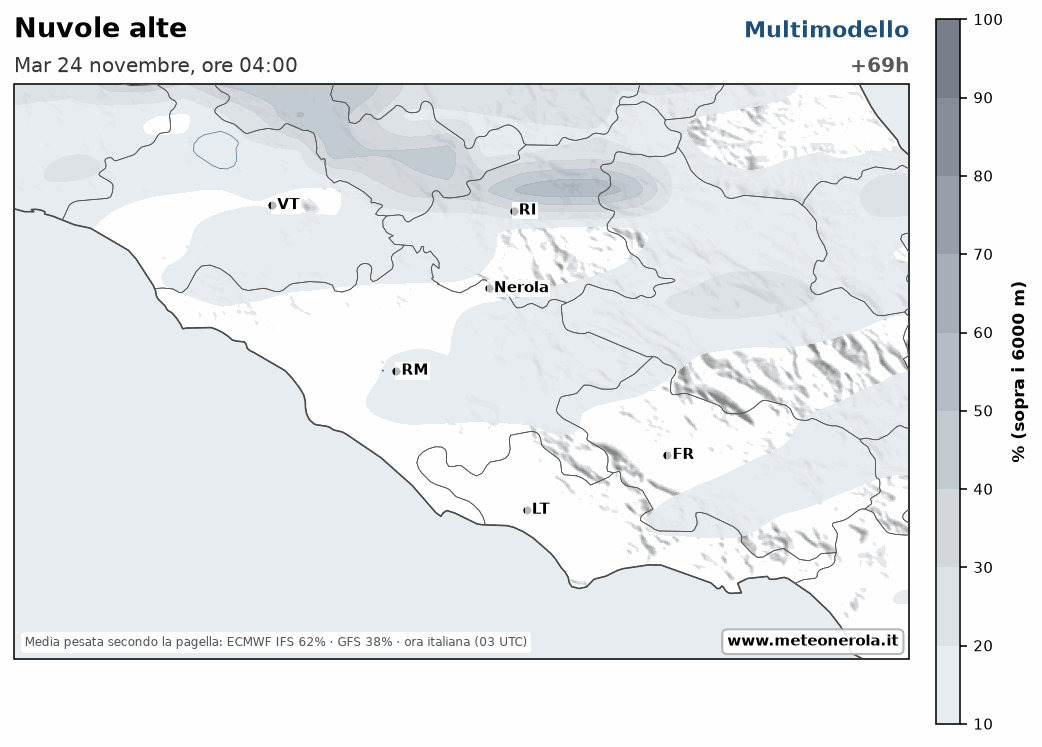 Nuvole alte
Multimodello
Mar 24 novembre, ore 04:00
+69h
100
90
80
70
60
50
40
30
20
10
% (sopra i 6000 m)
VT
RI
Nerola
RM
FR
LT
Media pesata secondo la pagella: ECMWF IFS 62% · GFS 38% · ora italiana (03 UTC)
www.meteonerola.it